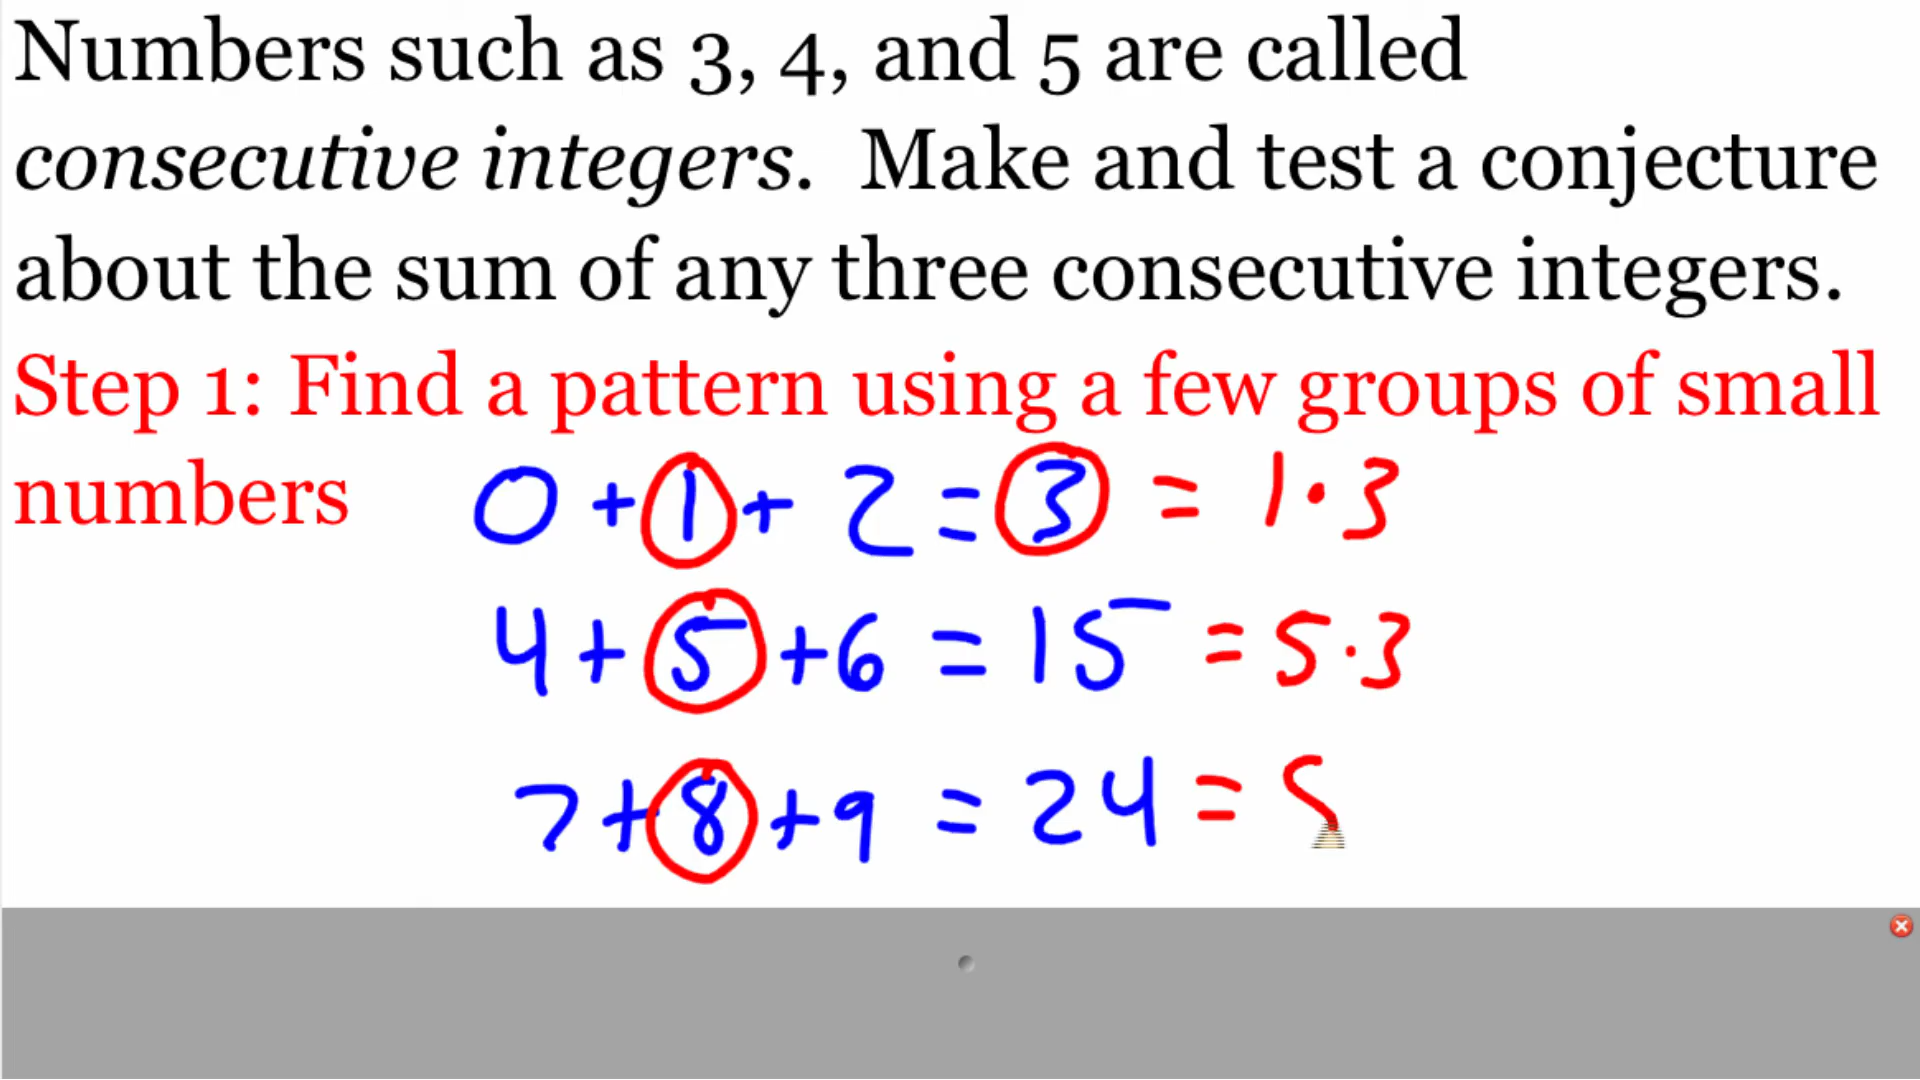 Numbers such as 3, 4, and 5 are called
consecutive integers. Make and test a conjecture
about the sum of any three consecutive integers.
Step 1: Find a pattern using a few groups of small
numbers
0 + 1 + 2 = 3 = 1 · 3
4 + 5 + 6 = 15 = 5 · 3
7 + 8 + 9 = 24 =